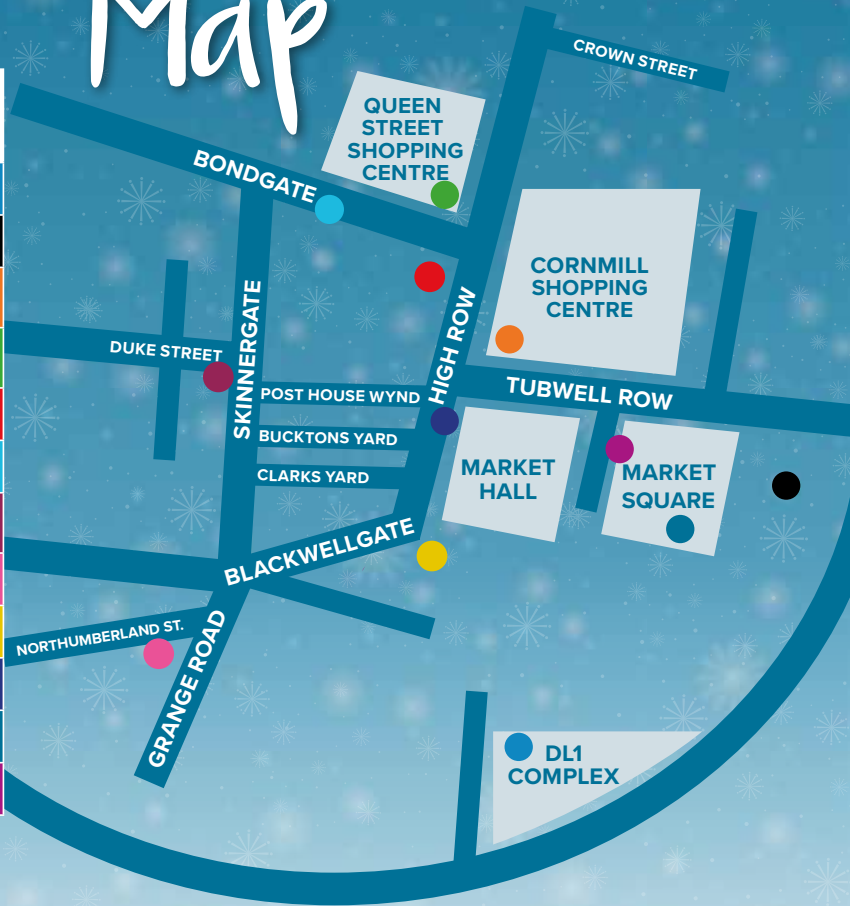 Map
CROWN STREET
QUEEN
STREET
SHOPPING
CENTRE
BONDGATE
CORNMILL
SHOPPING
CENTRE
SKINNERGATE
HIGH ROW
DUKE STREET
POST HOUSE WYND
TUBWELL ROW
BUCKTONS YARD
CLARKS YARD
MARKET
HALL
MARKET
SQUARE
BLACKWELLGATE
NORTHUMBERLAND ST.
GRANGE ROAD
DL1
COMPLEX